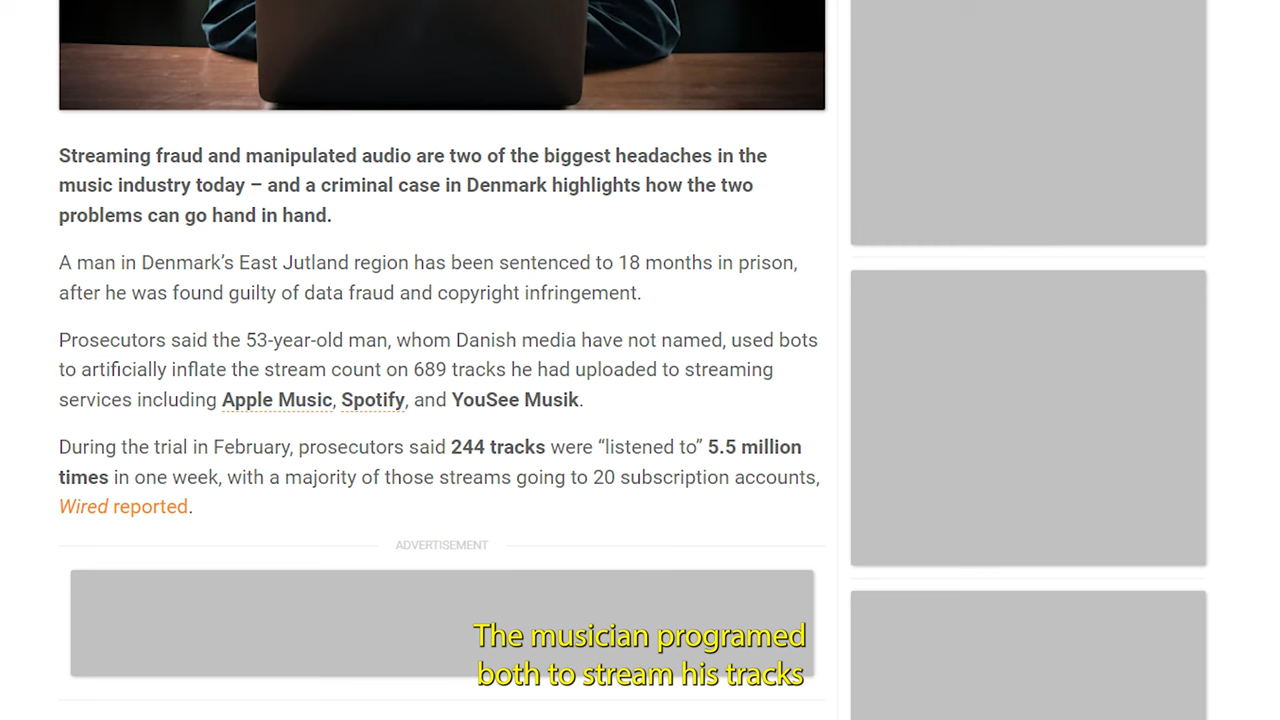 Streaming fraud and manipulated audio are two of the biggest headaches in the
music industry today – and a criminal case in Denmark highlights how the two
problems can go hand in hand.
A man in Denmark’s East Jutland region has been sentenced to 18 months in prison,
after he was found guilty of data fraud and copyright infringement.
Prosecutors said the 53-year-old man, whom Danish media have not named, used bots
to artificially inflate the stream count on 689 tracks he had uploaded to streaming
services including Apple Music, Spotify, and YouSee Musik.
During the trial in February, prosecutors said 244 tracks were “listened to” 5.5 million
times in one week, with a majority of those streams going to 20 subscription accounts,
Wired reported.
ADVERTISEMENT
The musician programed
both to stream his tracks